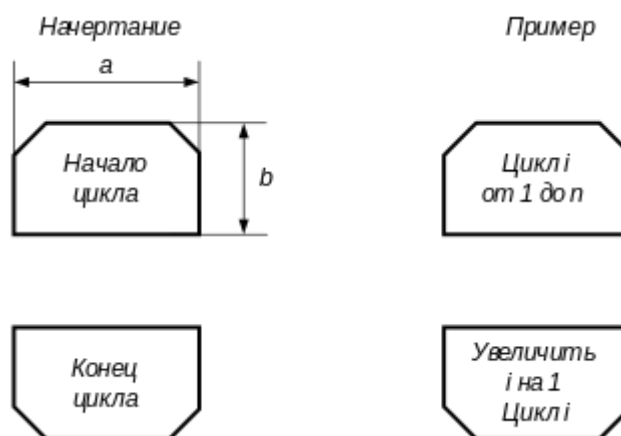 Начертание
Пример
a
Начало
цикла
b
Цикл i
от 1 до n
Конец
цикла
Увеличить
i на 1
Цикл i